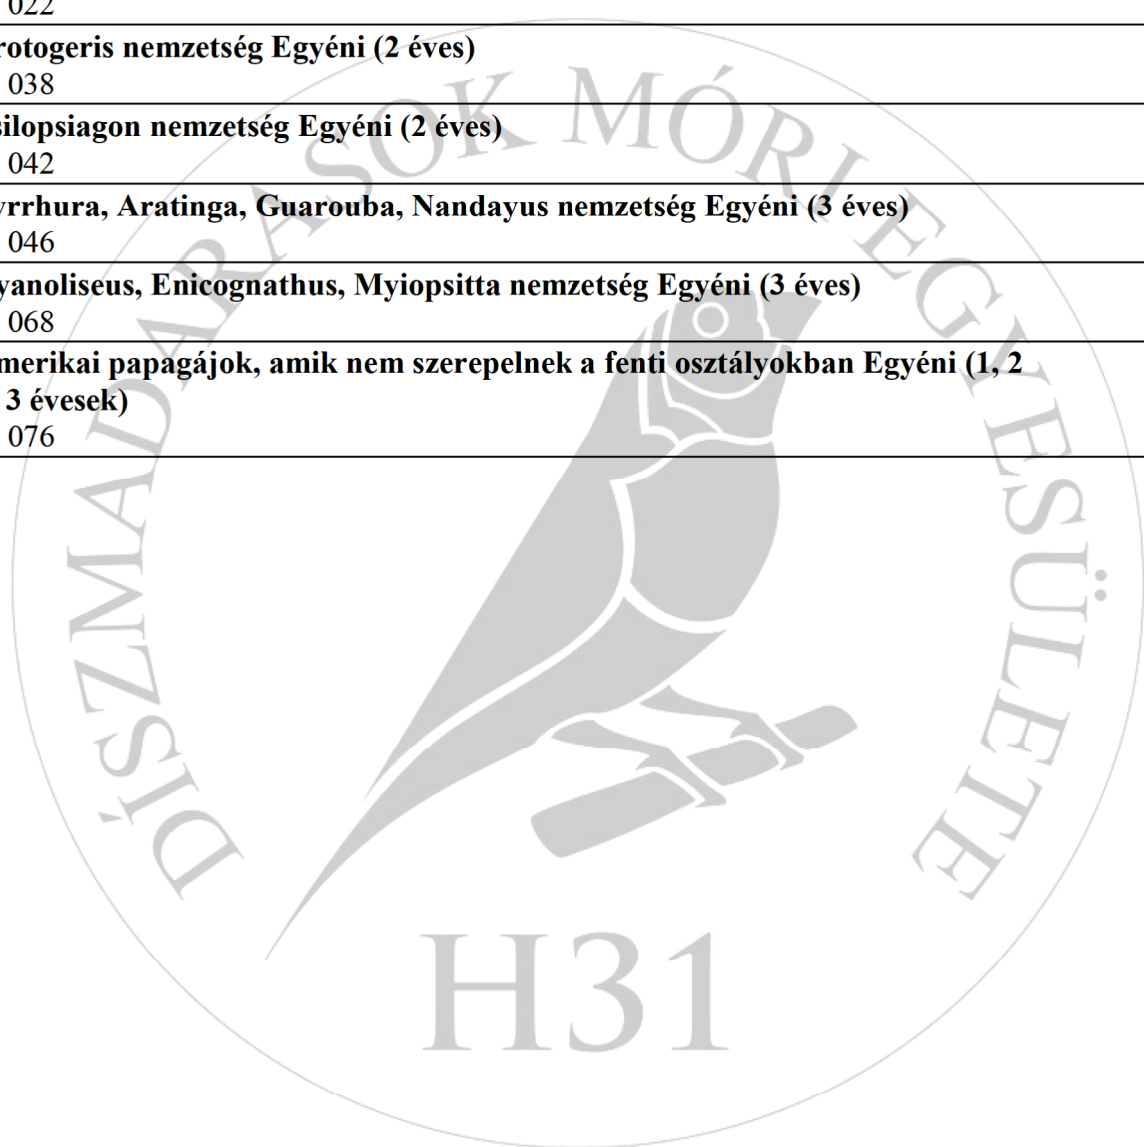 022
rotogeris nemzetség Egyéni (2 éves)
038
silopsiagon nemzetség Egyéni (2 éves)
042
yrrhura, Aratinga, Guarouba, Nandayus nemzetség Egyéni (3 éves)
046
yanoliseus, Enicognathus, Myiopsitta nemzetség Egyéni (3 éves)
068
merikai papagájok, amik nem szerepelnek a fenti osztályokban Egyéni (1, 2
3 évesek)
076
DÍSZMADARASOK MÓRI EGYESÜLETE
H31